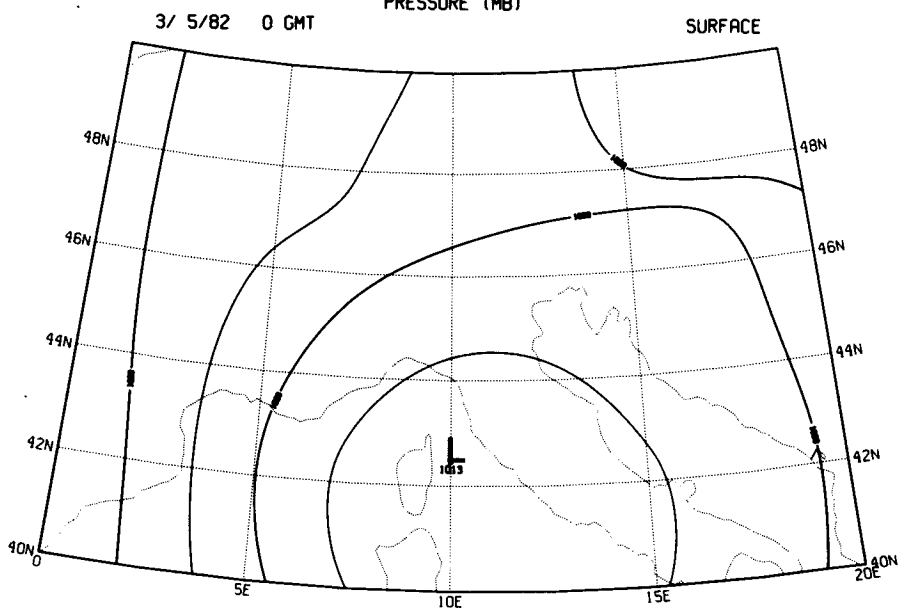 PRESSURE (MB)
3/ 5/82 0 GMT SURFACE
48N 48N
46N 46N
44N 44N
42N 42N
L
1013
40N 40N
0 5E 10E 15E 20E